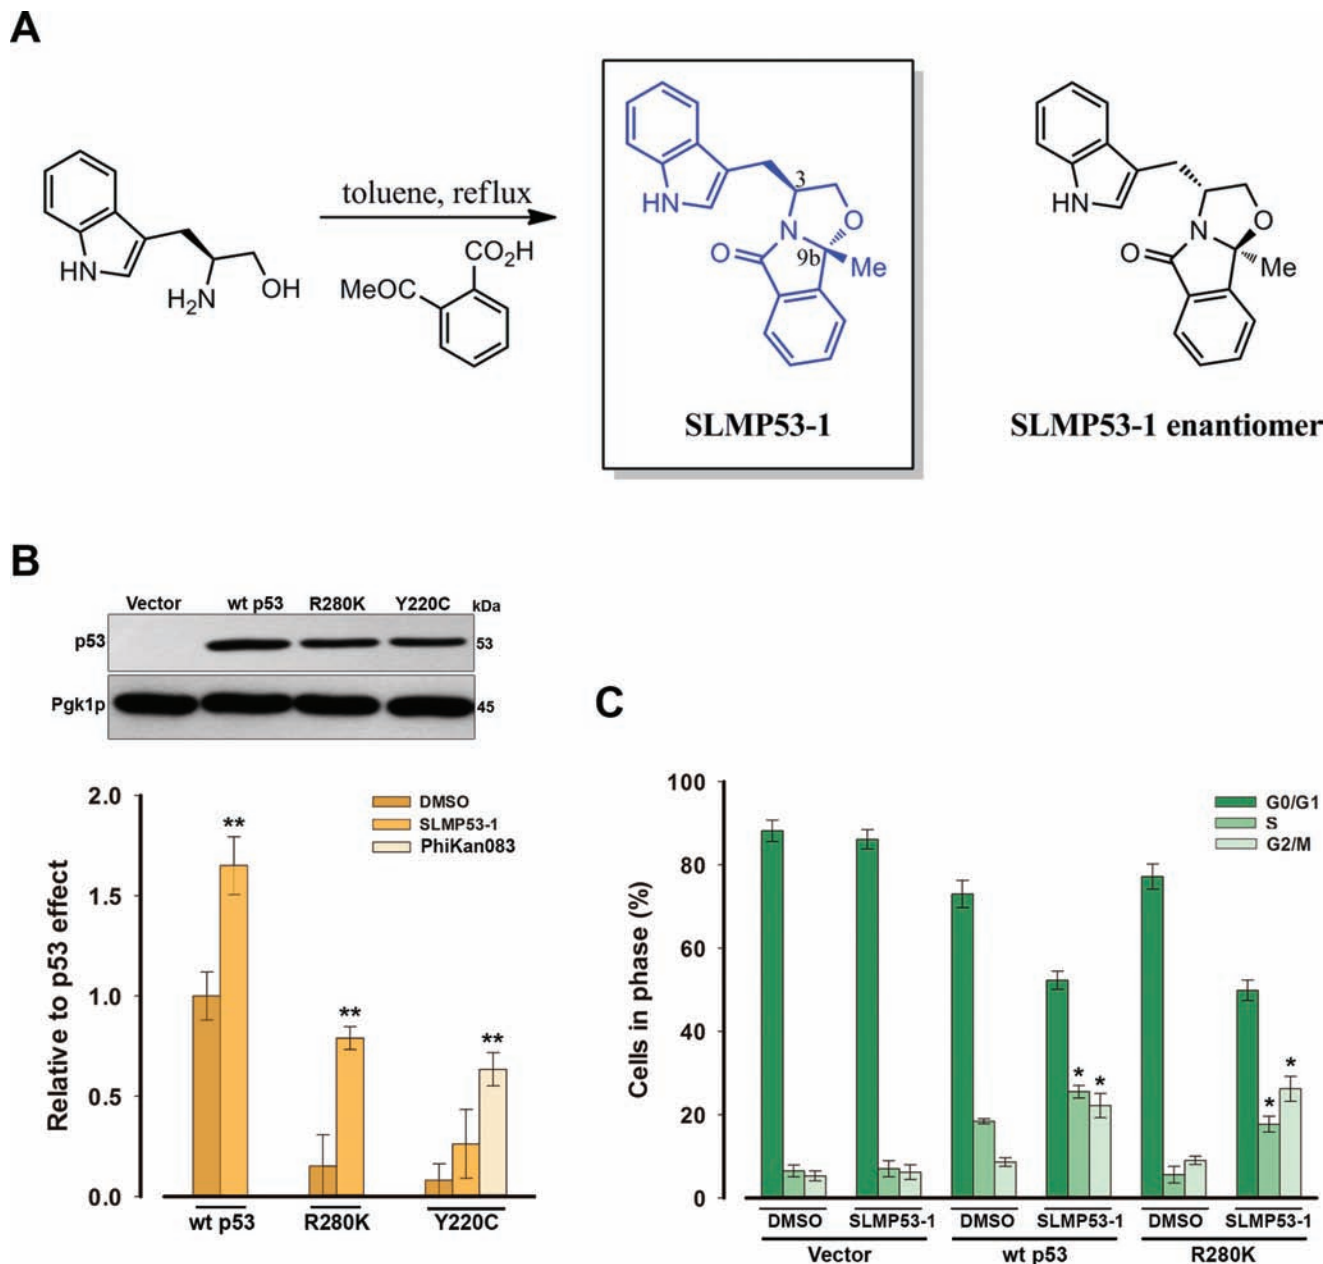 A
toluene, reflux
HN
H₂N
OH
MeOC
CO₂H
HN
3
N
O
9b
O
Me
SLMP53-1
HN
N
O
O
Me
SLMP53-1 enantiomer
B
Vector wt p53 R280K Y220C kDa
p53 53
Pgk1p 45
Relative to p53 effect
2.0
1.5
1.0
0.5
0.0
DMSO
SLMP53-1
PhiKan083
**
**
**
wt p53 R280K Y220C
C
Cells in phase (%)
100
80
60
40
20
0
G0/G1
S
G2/M
* *
* *
DMSO SLMP53-1 DMSO SLMP53-1 DMSO SLMP53-1
Vector wt p53 R280K